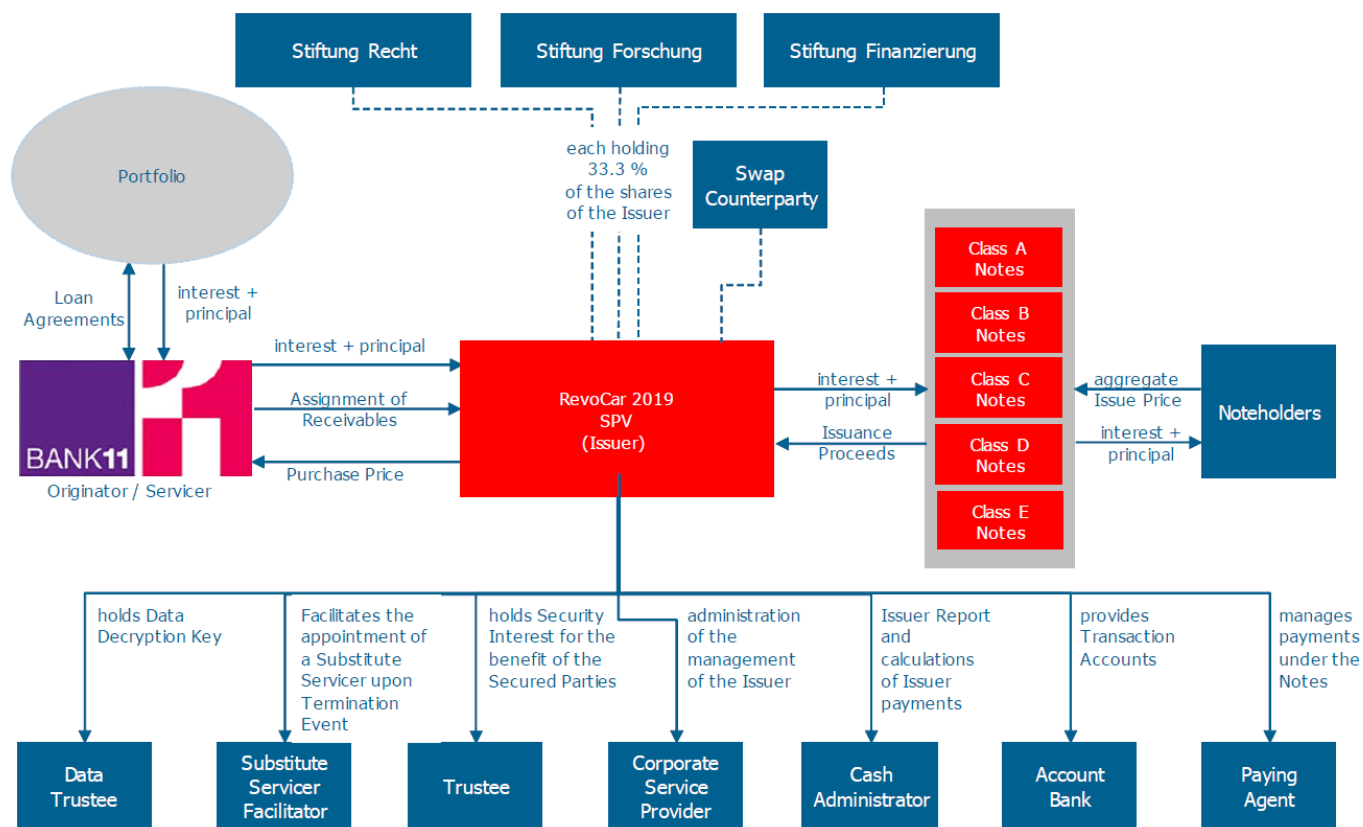 Stiftung Recht
Stiftung Forschung
Stiftung Finanzierung
each holding
33.3 %
of the shares
of the Issuer
Swap
Counterparty
Portfolio
Loan
Agreements
interest +
principal
BANK11
Originator / Servicer
interest + principal
Assignment of
Receivables
Purchase Price
RevoCar 2019
SPV
(Issuer)
interest +
principal
Issuance
Proceeds
Class A
Notes
Class B
Notes
Class C
Notes
Class D
Notes
Class E
Notes
aggregate
Issue Price
interest +
principal
Noteholders
holds Data
Decryption Key
Facilitates the
appointment of
a Substitute
Servicer upon
Termination
Event
holds Security
Interest for the
benefit of the
Secured Parties
administration
of the
management
of the Issuer
Issuer Report
and
calculations
of Issuer
payments
provides
Transaction
Accounts
manages
payments
under the
Notes
Data
Trustee
Substitute
Servicer
Facilitator
Trustee
Corporate
Service
Provider
Cash
Administrator
Account
Bank
Paying
Agent